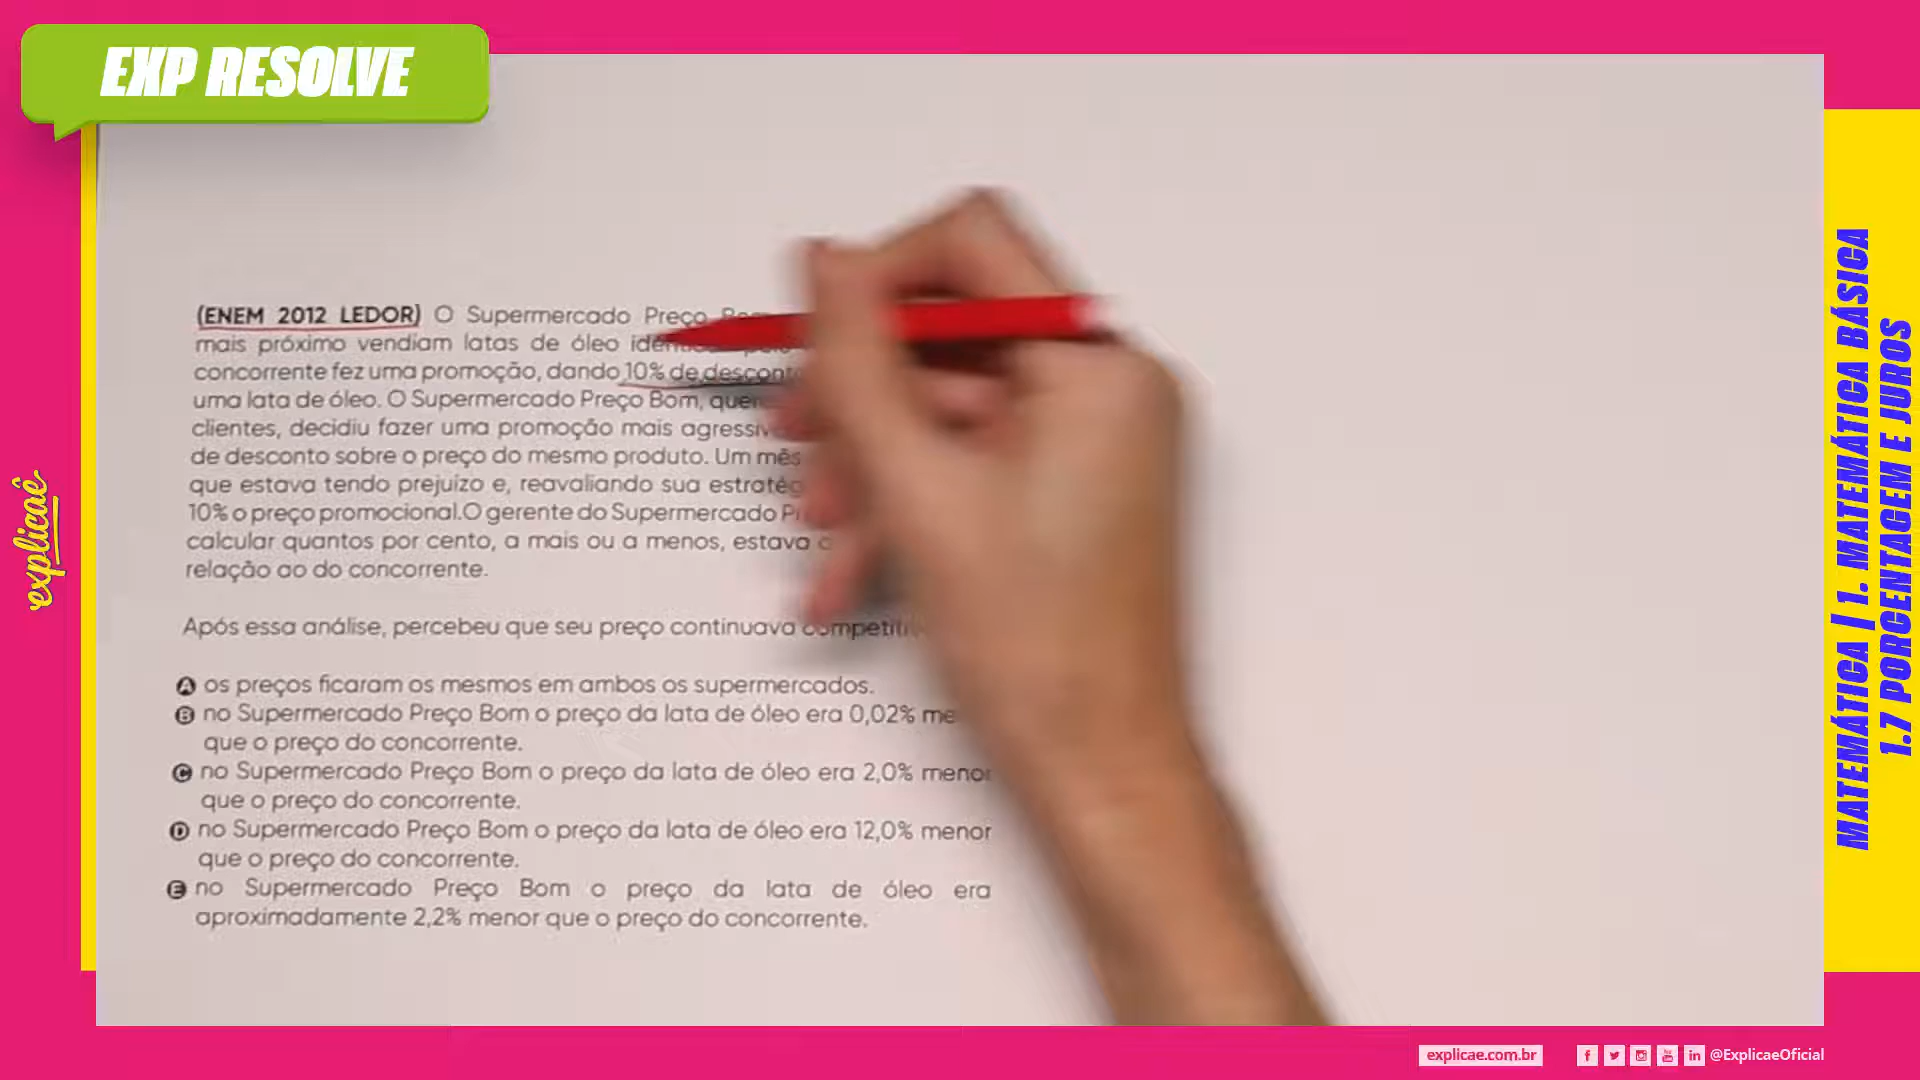 EXP RESOLVE
(ENEM 2012 LEDOR) O Supermercado Preço
mais próximo vendiam latas de óleo
concorrente fez uma promoção, dando 10% de desconto
uma lata de óleo. O Supermercado Preço Bom,
clientes, decidiu fazer uma promoção mais
de desconto sobre o preço do mesmo produto. Um mês
que estava tendo prejuízo e, reavaliando sua
10% o preço promocional.O gerente do Supermercado
calcular quantos por cento, a mais ou a menos, estava
relação ao do concorrente.
Após essa análise, percebeu que seu preço continuava
A os preços ficaram os mesmos em ambos os supermercados.
B no Supermercado Preço Bom o preço da lata de óleo era 0,02%
que o preço do concorrente.
C no Supermercado Preço Bom o preço da lata de óleo era 2,0% menor
que o preço do concorrente.
D no Supermercado Preço Bom o preço da lata de óleo era 12,0% menor
que o preço do concorrente.
E no Supermercado Preço Bom o preço da lata de óleo era
aproximadamente 2,2% menor que o preço do concorrente.
explicaê
MATEMÁTICA | 1. MATEMÁTICA BÁSICA
1.7 PORCENTAGEM E JUROS
explicae.com.br
@ExplicaeOficial